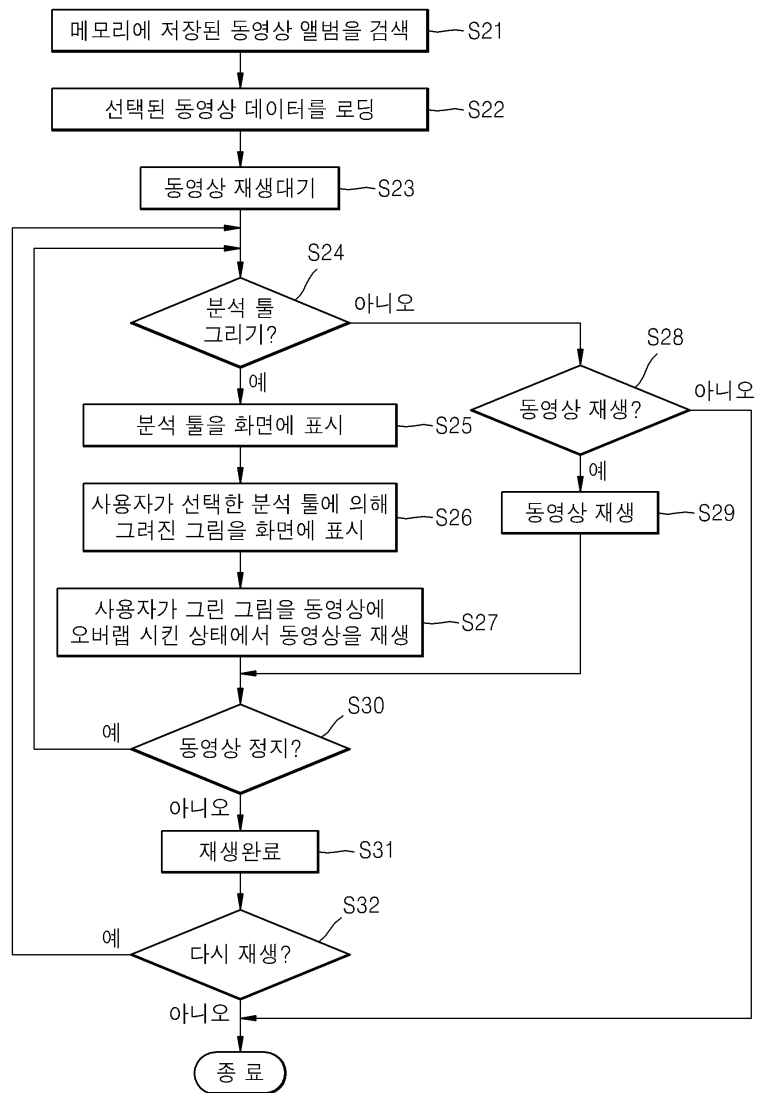 메모리에 저장된 동영상 앨범을 검색
S21
선택된 동영상 데이터를 로딩
S22
동영상 재생대기
S23
S24
분석 툴
그리기?
아니오
예
S28
동영상 재생?
아니오
분석 툴을 화면에 표시
S25
예
사용자가 선택한 분석 툴에 의해
그려진 그림을 화면에 표시
S26
동영상 재생
S29
사용자가 그린 그림을 동영상에
오버랩 시킨 상태에서 동영상을 재생
S27
S30
예
동영상 정지?
아니오
재생완료
S31
S32
예
다시 재생?
아니오
종 료